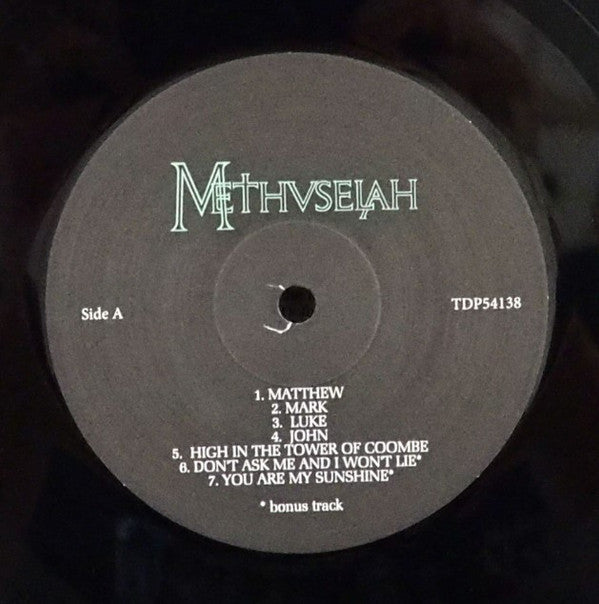 METHVSELAH
Side A
TDP54138
1. MATTHEW
2. MARK
3. LUKE
4. JOHN
5. HIGH IN THE TOWER OF COOMBE
6. DON'T ASK ME AND I WON'T LIE*
7. YOU ARE MY SUNSHINE*
* bonus track